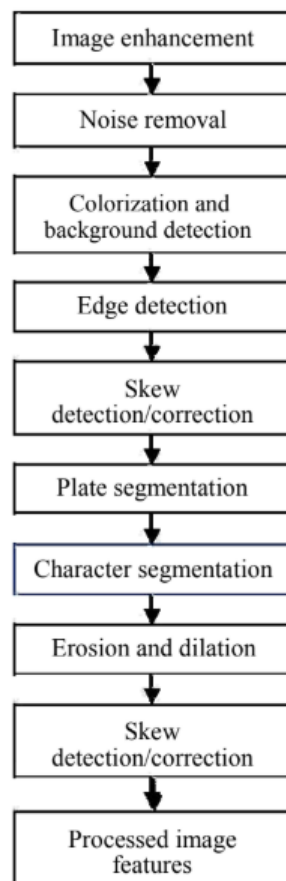 Image enhancement
Noise removal
Colorization and
background detection
Edge detection
Skew
detection/correction
Plate segmentation
Character segmentation
Erosion and dilation
Skew
detection/correction
Processed image
features